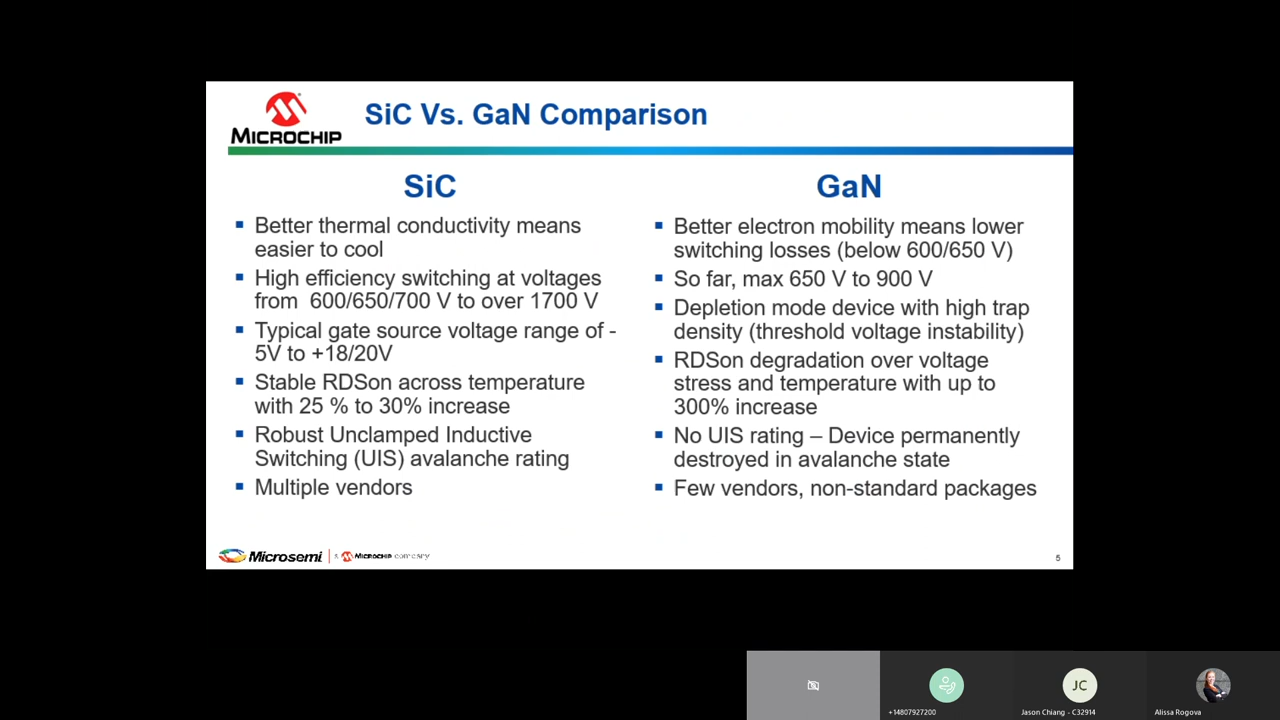 MICROCHIP
SiC Vs. GaN Comparison
SiC
Better thermal conductivity means
easier to cool
High efficiency switching at voltages
from 600/650/700 V to over 1700 V
Typical gate source voltage range of -
5V to +18/20V
Stable RDSon across temperature
with 25 % to 30% increase
Robust Unclamped Inductive
Switching (UIS) avalanche rating
Multiple vendors
GaN
Better electron mobility means lower
switching losses (below 600/650 V)
So far, max 650 V to 900 V
Depletion mode device with high trap
density (threshold voltage instability)
RDSon degradation over voltage
stress and temperature with up to
300% increase
No UIS rating – Device permanently
destroyed in avalanche state
Few vendors, non-standard packages
Microsemi a MICROCHIP company
5
JC
+14807927200
Jason Chiang - C32914
Alissa Rogova